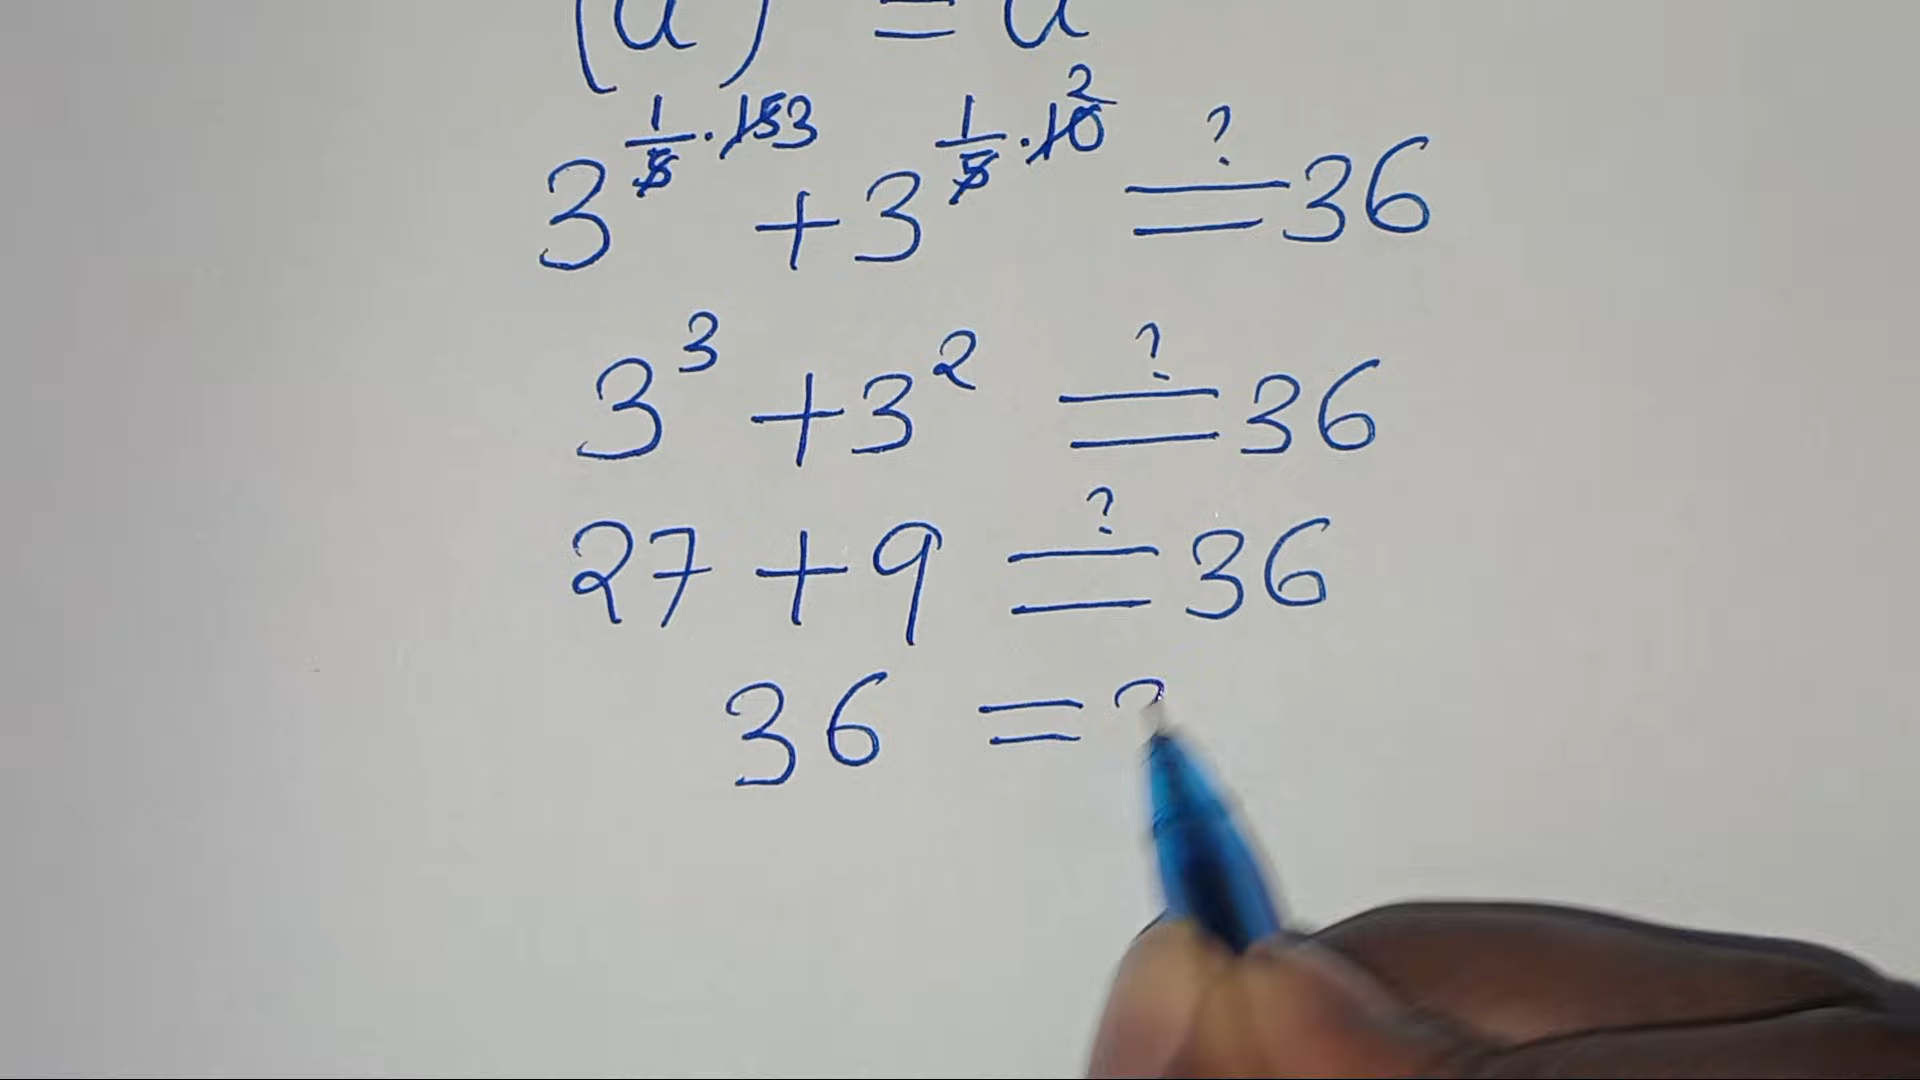 (a) = a
3^(1/5 · 15 3) + 3^(1/5 · 10 2) =? 36
3^3 + 3^2 =? 36
27 + 9 =? 36
36 =